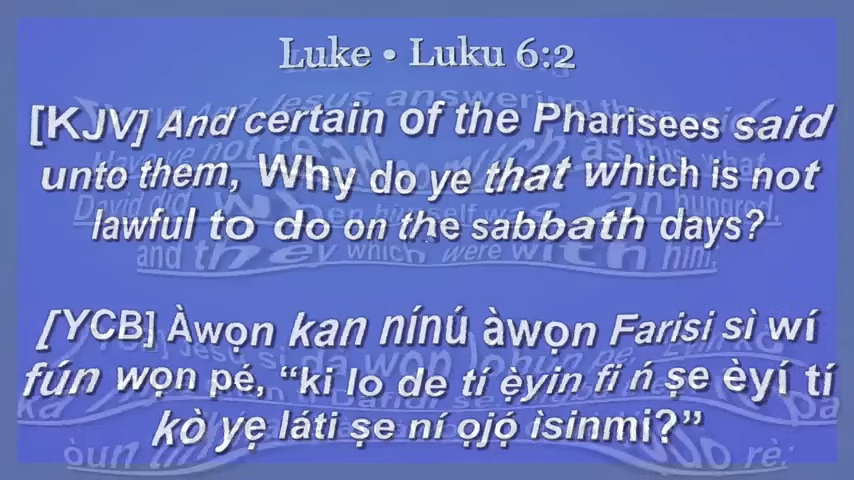 Luke • Luku 6:2
[KJV] And certain of the Pharisees said
unto them, Why do ye that which is not
lawful to do on the sabbath days?
[YCB] Àwọn kan nínú àwọn Farisi sì wí
fún wọn pé, “ki lo de tí ẹ̀yin fi ń ṣe èyí tí
kò yẹ láti ṣe ní ọjọ́ ìsinmi?”